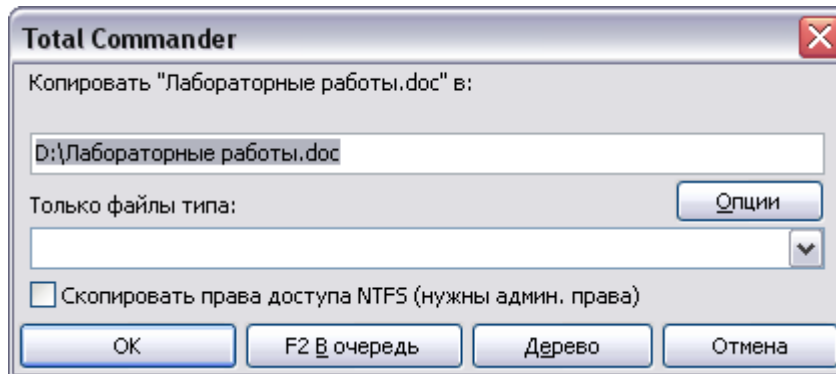 Total Commander
Копировать "Лабораторные работы.doc" в:
D:\Лабораторные работы.doc
Только файлы типа:
Опции
Скопировать права доступа NTFS (нужны админ. права)
OK
F2 В очередь
Дерево
Отмена